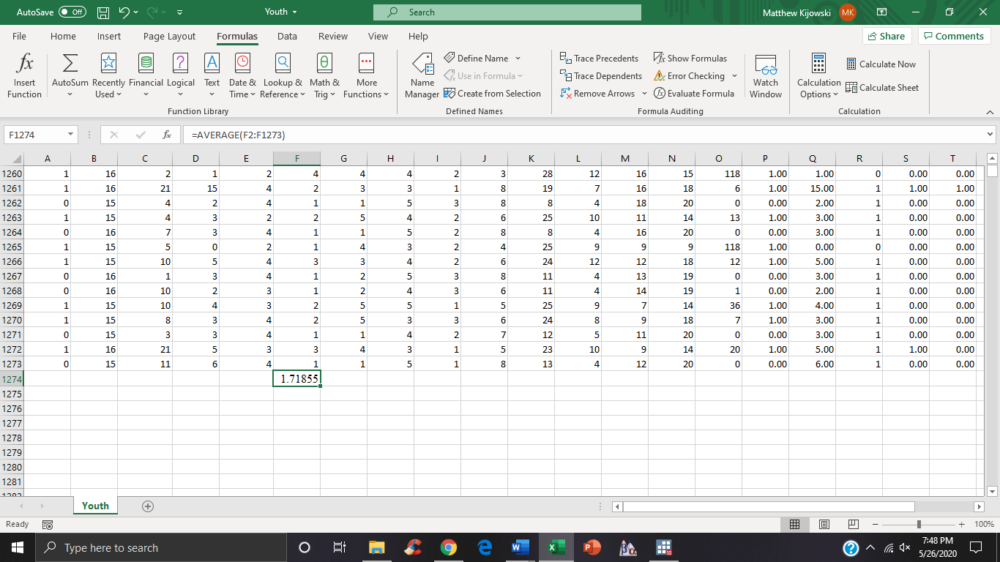 AutoSave Off Youth Search Matthew Kijowski MK
File Home Insert Page Layout Formulas Data Review View Help Share Comments
fx Σ ? A θ
Insert Function AutoSum Recently Used Financial Logical Text Date & Time Lookup & Reference Math & Trig More Functions
Function Library
Name Manager Define Name
Use in Formula
Create from Selection
Defined Names
Trace Precedents Show Formulas
Trace Dependents Error Checking
Remove Arrows Evaluate Formula
Watch Window
Formula Auditing
Calculation Options Calculate Now
Calculate Sheet
Calculation
F1274 fx =AVERAGE(F2:F1273)
A B C D E F G H I J K L M N O P Q R S T
1260 1 16 2 1 2 4 4 4 2 3 28 12 16 15 118 1.00 1.00 0 0.00 0.00
1261 1 16 21 15 4 2 3 3 1 8 19 7 16 18 6 1.00 15.00 1 1.00 1.00
1262 0 15 4 2 4 1 1 5 3 8 8 4 18 20 0 0.00 2.00 1 0.00 0.00
1263 1 15 4 3 2 2 5 4 2 6 25 10 11 14 13 1.00 3.00 1 0.00 0.00
1264 0 16 7 3 4 1 1 5 2 8 8 4 16 20 0 0.00 3.00 1 0.00 0.00
1265 1 15 5 0 2 1 4 3 2 4 25 9 9 9 118 1.00 0.00 0 0.00 0.00
1266 1 15 10 5 4 3 3 4 2 6 24 12 12 18 12 1.00 5.00 1 0.00 0.00
1267 0 16 1 3 4 1 2 5 3 8 11 4 13 19 0 0.00 3.00 1 0.00 0.00
1268 0 16 10 2 3 1 2 4 3 6 11 4 14 19 1 0.00 2.00 1 0.00 0.00
1269 1 15 10 4 3 2 5 5 1 5 25 9 7 14 36 1.00 4.00 1 0.00 0.00
1270 1 15 8 3 4 2 5 3 3 6 24 8 9 18 7 1.00 3.00 1 0.00 0.00
1271 0 15 3 3 4 1 1 4 2 7 12 5 11 20 0 0.00 3.00 1 0.00 0.00
1272 1 16 21 5 3 3 4 3 1 5 23 10 9 14 20 1.00 5.00 1 1.00 0.00
1273 0 15 11 6 4 1 1 5 1 8 13 4 12 20 0 0.00 6.00 1 0.00 0.00
1274 1.71855
1275
1276
1277
1278
1279
1280
1281
1282
Youth
Ready 100%
Type here to search 7:48 PM
5/26/2020